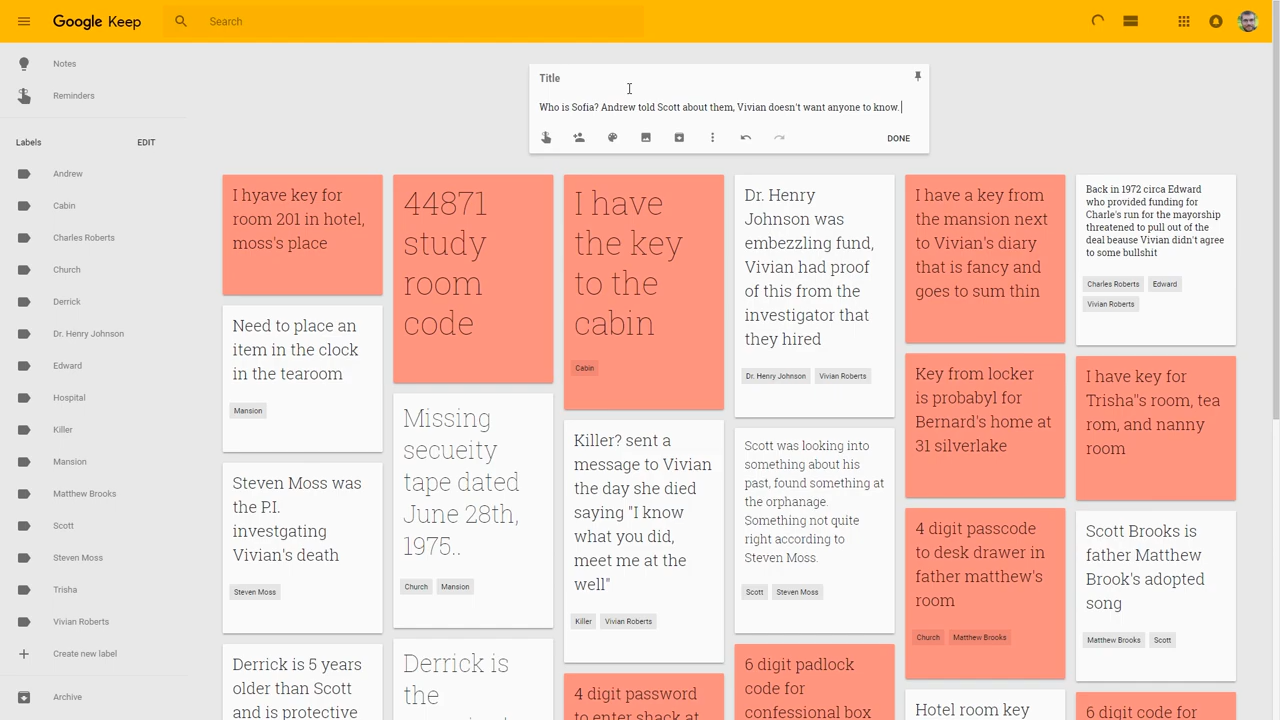 Google Keep
Search
Notes
Reminders
Labels
EDIT
Andrew
Cabin
Charles Roberts
Church
Derrick
Dr. Henry Johnson
Edward
Hospital
Killer
Mansion
Matthew Brooks
Scott
Steven Moss
Trisha
Vivian Roberts
Create new label
Archive
Title
Who is Sofia? Andrew told Scott about them, Vivian doesn't want anyone to know.
DONE
I hyave key for
room 201 in hotel,
moss's place
Need to place an
item in the clock
in the tearoom
Mansion
Steven Moss was
the P.I.
investgating
Vivian's death
Steven Moss
Derrick is 5 years
older than Scott
and is protective
44871
study
room
code
Missing
secueity
tape dated
June 28th,
1975..
Church Mansion
Derrick is
the
I have
the key
to the
cabin
Cabin
Killer? sent a
message to Vivian
the day she died
saying "I know
what you did,
meet me at the
well"
Killer Vivian Roberts
4 digit password
to enter shack at
Dr. Henry
Johnson was
embezzling fund,
Vivian had proof
of this from the
investigator that
they hired
Dr. Henry Johnson Vivian Roberts
Scott was looking into
something about his
past, found something at
the orphanage.
Something not quite
right according to
Steven Moss.
Scott Steven Moss
6 digit padlock
code for
confessional box
I have a key from
the mansion next
to Vivian's diary
that is fancy and
goes to sum thin
Key from locker
is probabyl for
Bernard's home at
31 silverlake
4 digit passcode
to desk drawer in
father matthew's
room
Church Matthew Brooks
Hotel room key
Back in 1972 circa Edward
who provided funding for
Charle's run for the mayorship
threatened to pull out of the
deal beause Vivian didn't agree
to some bullshit
Charles Roberts Edward
Vivian Roberts
I have key for
Trisha"s room, tea
rom, and nanny
room
Scott Brooks is
father Matthew
Brook's adopted
song
Matthew Brooks Scott
6 digit code for